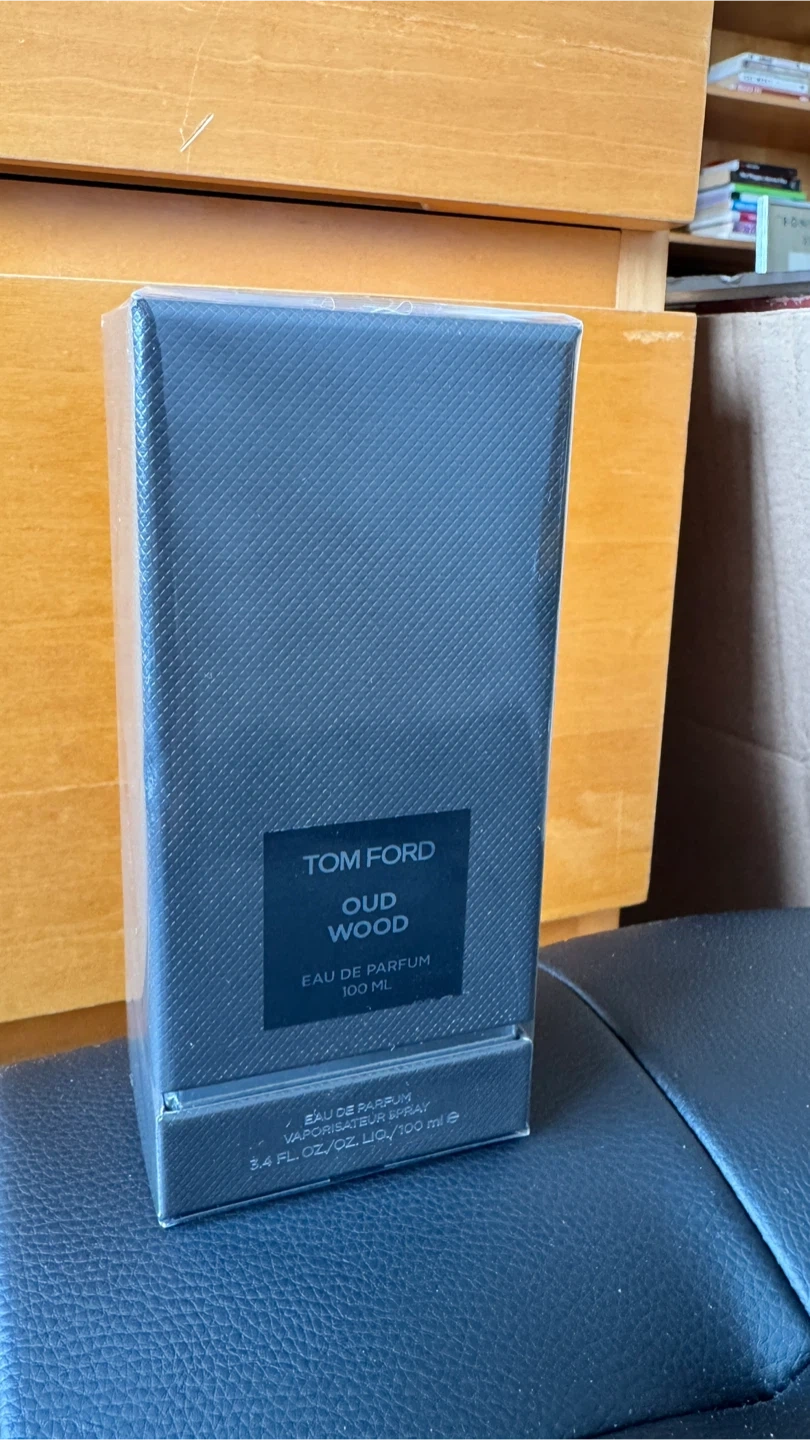 TOM FORD
OUD
WOOD
EAU DE PARFUM
100 ML
EAU DE PARFUM
VAPORISATEUR SPRAY
3.4 FL. OZ./OZ. LIQ./100 ml ℮